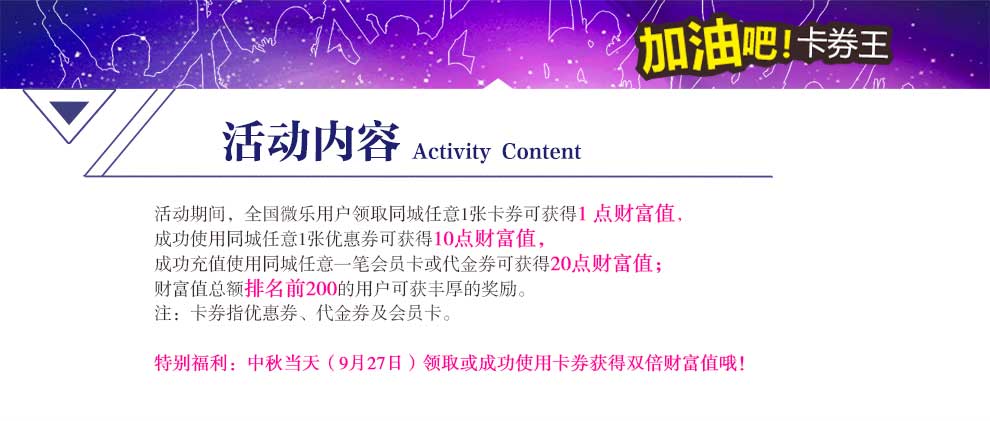 加油吧！卡券王
活动内容 Activity Content
活动期间，全国微乐用户领取同城任意1张卡券可获得1 点财富值，
成功使用同城任意1张优惠券可获得10点财富值，
成功充值使用同城任意一笔会员卡或代金券可获得20点财富值；
财富值总额排名前200的用户可获丰厚的奖励。
注：卡券指优惠券、代金券及会员卡。
特别福利：中秋当天（9月27日）领取或成功使用卡券获得双倍财富值哦！